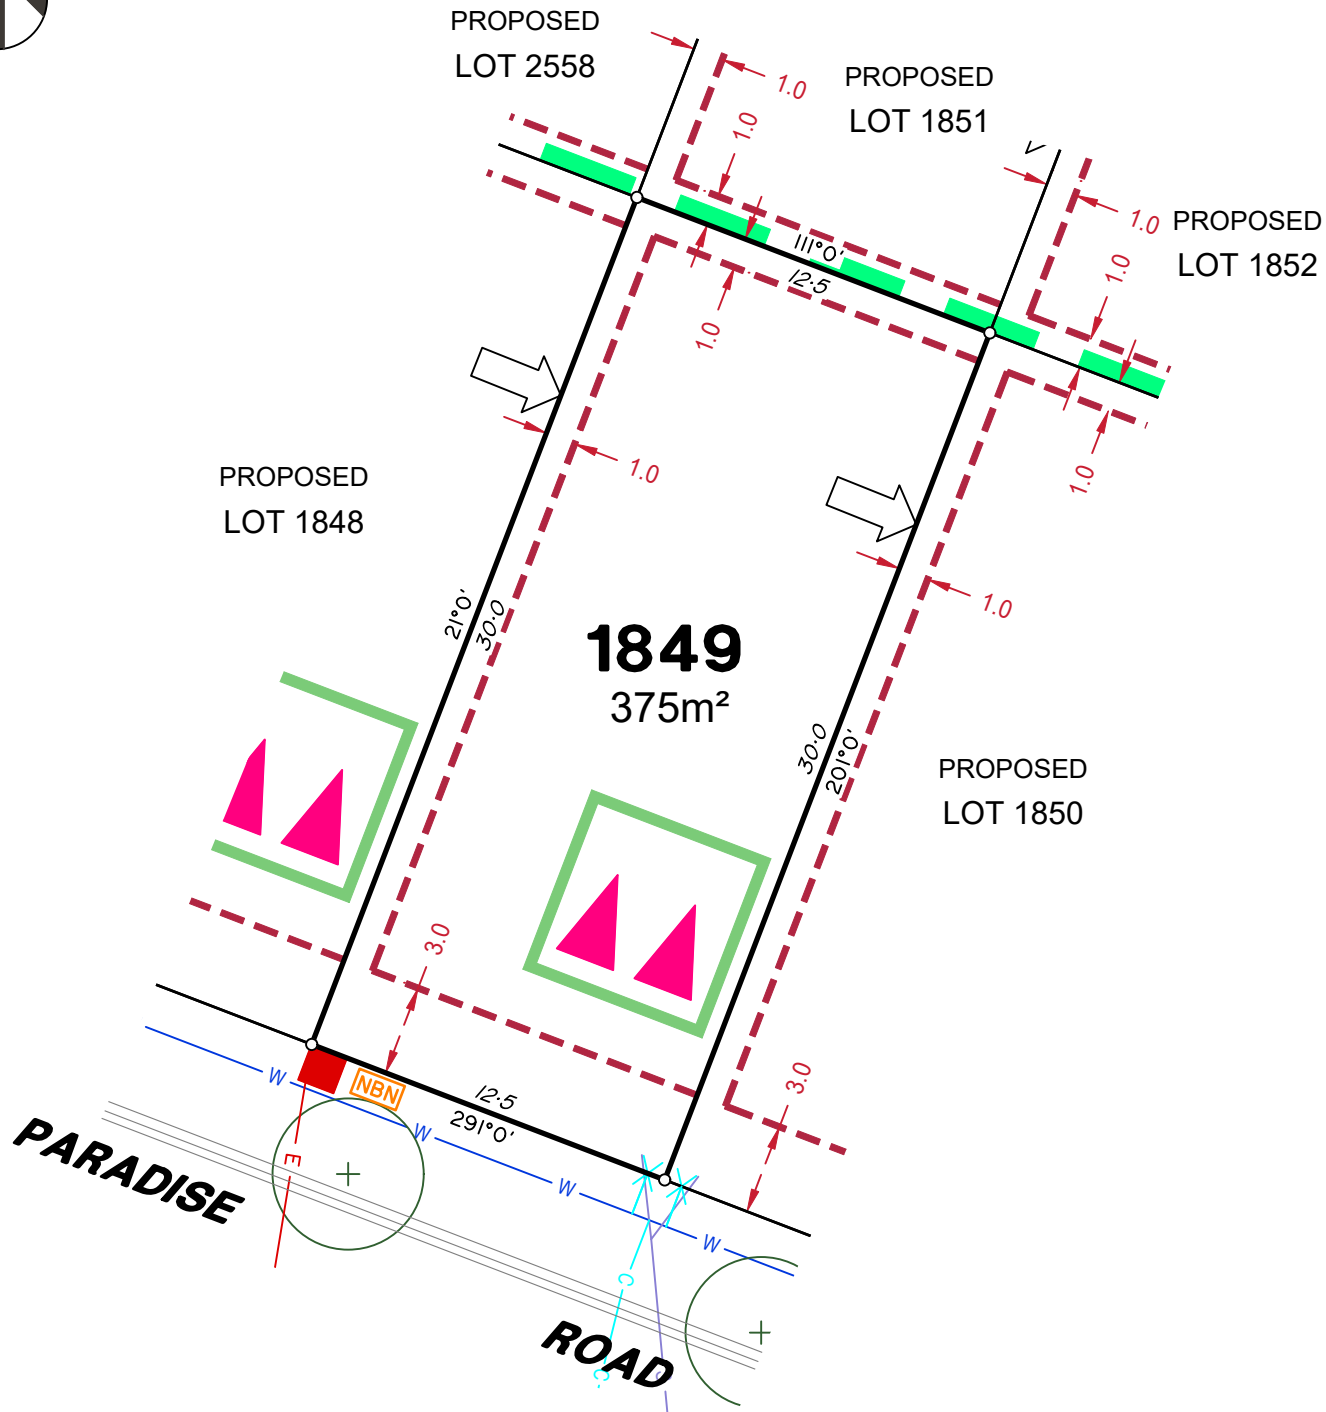 PROPOSED
LOT 2558
PROPOSED
LOT 1851
1.0
1.0
V
PROPOSED
LOT 1852
1.0
1.0
111°0'
12·5
1.0
1.0
PROPOSED
LOT 1848
1.0
1.0
21°0'
30·0
1849
375m²
30·0
201°0'
PROPOSED
LOT 1850
3.0
3.0
NBN
W
12·5
291°0'
W
W
W
E
C
C
PARADISE
ROAD